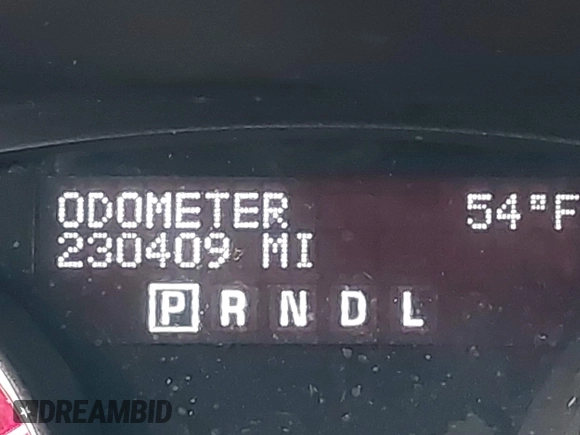 ODOMETER 54°F
230409 MI
P R N D L
DREAMBID